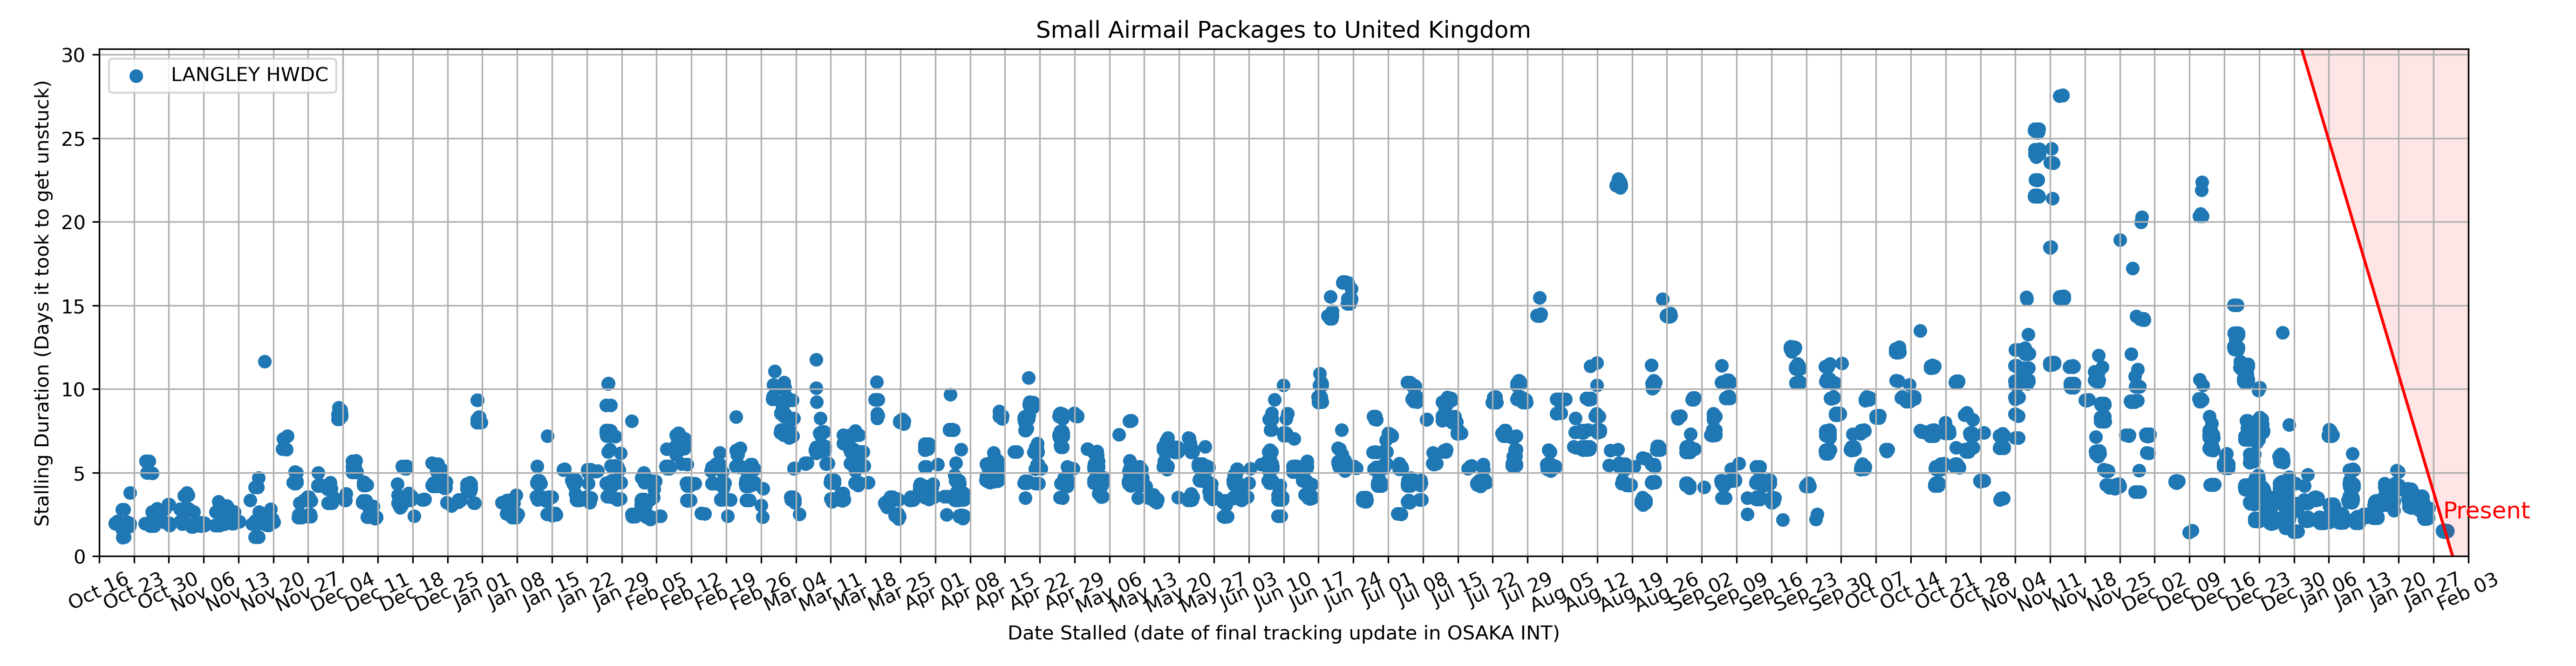 Small Airmail Packages to United Kingdom
LANGLEY HWDC
Stalling Duration (Days it took to get unstuck)
30
25
20
15
10
5
0
Present
Oct 16
Oct 23
Oct 30
Nov 06
Nov 13
Nov 20
Nov 27
Dec 04
Dec 11
Dec 18
Dec 25
Jan 01
Jan 08
Jan 15
Jan 22
Jan 29
Feb 05
Feb 12
Feb 19
Feb 26
Mar 04
Mar 11
Mar 18
Mar 25
Apr 01
Apr 08
Apr 15
Apr 22
Apr 29
May 06
May 13
May 20
May 27
Jun 03
Jun 10
Jun 17
Jun 24
Jul 01
Jul 08
Jul 15
Jul 22
Jul 29
Aug 05
Aug 12
Aug 19
Aug 26
Sep 02
Sep 09
Sep 16
Sep 23
Sep 30
Oct 07
Oct 14
Oct 21
Oct 28
Nov 04
Nov 11
Nov 18
Nov 25
Dec 02
Dec 09
Dec 16
Dec 23
Dec 30
Jan 06
Jan 13
Jan 20
Jan 27
Feb 03
Date Stalled (date of final tracking update in OSAKA INT)